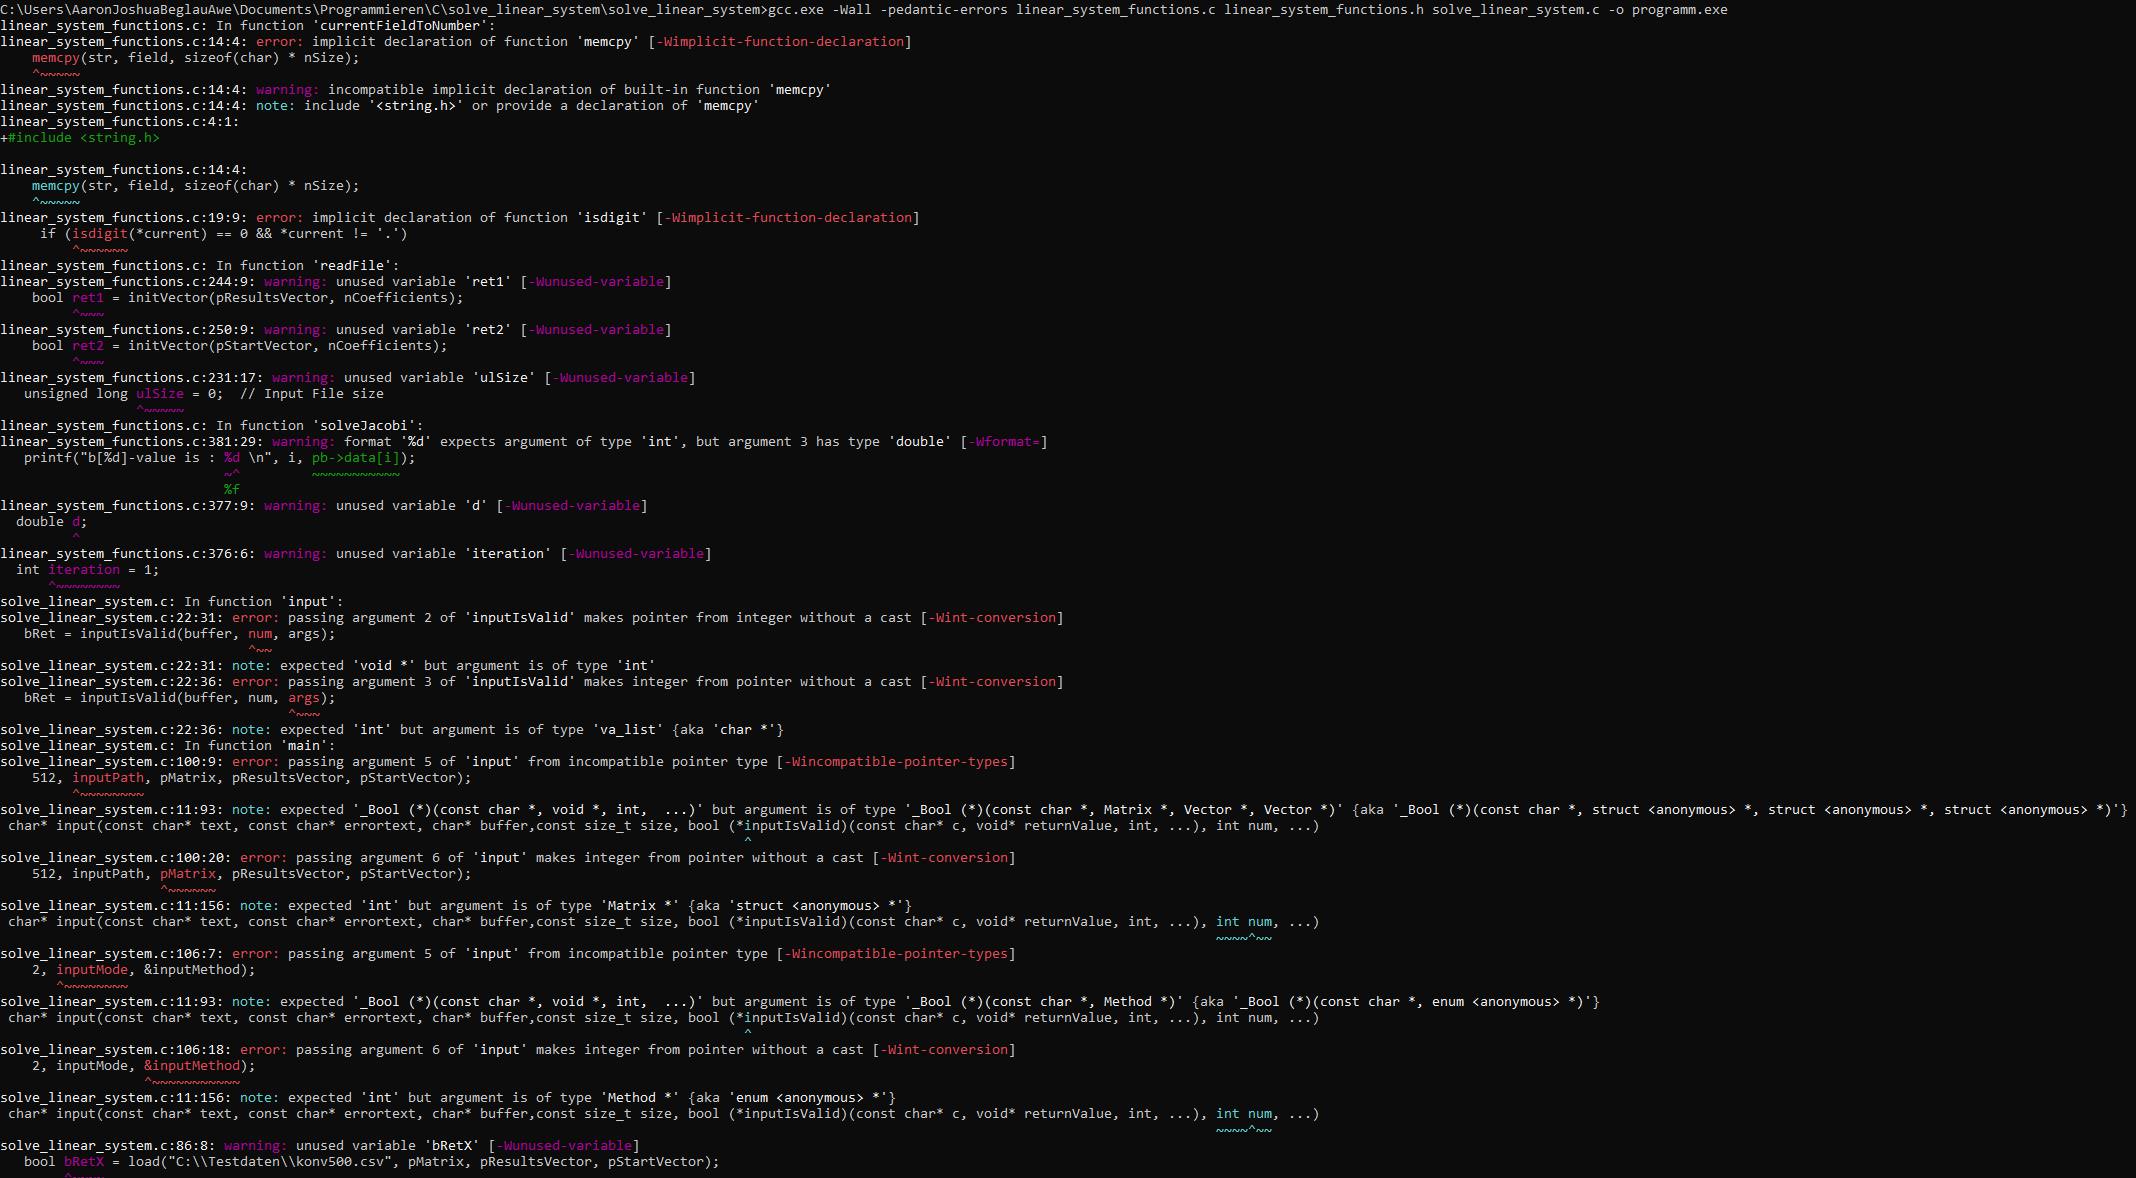 C:\Users\AaronJoshuaBeglauAwe\Documents\Programmieren\C\solve_linear_system\solve_linear_system>gcc.exe -Wall -pedantic-errors linear_system_functions.c linear_system_functions.h solve_linear_system.c -o programm.exe
linear_system_functions.c: In function 'currentFieldToNumber':
linear_system_functions.c:14:4: error: implicit declaration of function 'memcpy' [-Wimplicit-function-declaration]
    memcpy(str, field, sizeof(char) * nSize);
    ^~~~~~
linear_system_functions.c:14:4: warning: incompatible implicit declaration of built-in function 'memcpy'
linear_system_functions.c:14:4: note: include '<string.h>' or provide a declaration of 'memcpy'
linear_system_functions.c:4:1:
+#include <string.h>

linear_system_functions.c:14:4:
    memcpy(str, field, sizeof(char) * nSize);
    ^~~~~~
linear_system_functions.c:19:9: error: implicit declaration of function 'isdigit' [-Wimplicit-function-declaration]
     if (isdigit(*current) == 0 && *current != '.')
         ^~~~~~~
linear_system_functions.c: In function 'readFile':
linear_system_functions.c:244:9: warning: unused variable 'ret1' [-Wunused-variable]
    bool ret1 = initVector(pResultsVector, nCoefficients);
         ^~~~
linear_system_functions.c:250:9: warning: unused variable 'ret2' [-Wunused-variable]
    bool ret2 = initVector(pStartVector, nCoefficients);
         ^~~~
linear_system_functions.c:231:17: warning: unused variable 'ulSize' [-Wunused-variable]
   unsigned long ulSize = 0;  // Input File size
                 ^~~~~~
linear_system_functions.c: In function 'solveJacobi':
linear_system_functions.c:381:29: warning: format '%d' expects argument of type 'int', but argument 3 has type 'double' [-Wformat=]
   printf("b[%d]-value is : %d \n", i, pb->data[i]);
                            ~^         ~~~~~~~~~~~
                            %f
linear_system_functions.c:377:9: warning: unused variable 'd' [-Wunused-variable]
  double d;
         ^
linear_system_functions.c:376:6: warning: unused variable 'iteration' [-Wunused-variable]
  int iteration = 1;
      ^~~~~~~~~
solve_linear_system.c: In function 'input':
solve_linear_system.c:22:31: error: passing argument 2 of 'inputIsValid' makes pointer from integer without a cast [-Wint-conversion]
   bRet = inputIsValid(buffer, num, args);
                               ^~~
solve_linear_system.c:22:31: note: expected 'void *' but argument is of type 'int'
solve_linear_system.c:22:36: error: passing argument 3 of 'inputIsValid' makes integer from pointer without a cast [-Wint-conversion]
   bRet = inputIsValid(buffer, num, args);
                                    ^~~~
solve_linear_system.c:22:36: note: expected 'int' but argument is of type 'va_list' {aka 'char *'}
solve_linear_system.c: In function 'main':
solve_linear_system.c:100:9: error: passing argument 5 of 'input' from incompatible pointer type [-Wincompatible-pointer-types]
    512, inputPath, pMatrix, pResultsVector, pStartVector);
         ^~~~~~~~~
solve_linear_system.c:11:93: note: expected '_Bool (*)(const char *, void *, int,  ...)' but argument is of type '_Bool (*)(const char *, Matrix *, Vector *, Vector *)' {aka '_Bool (*)(const char *, struct <anonymous> *, struct <anonymous> *, struct <anonymous> *)'}
 char* input(const char* text, const char* errortext, char* buffer,const size_t size, bool (*inputIsValid)(const char* c, void* returnValue, int, ...), int num, ...)
                                                                                             ^
solve_linear_system.c:100:20: error: passing argument 6 of 'input' makes integer from pointer without a cast [-Wint-conversion]
    512, inputPath, pMatrix, pResultsVector, pStartVector);
                    ^~~~~~~
solve_linear_system.c:11:156: note: expected 'int' but argument is of type 'Matrix *' {aka 'struct <anonymous> *'}
 char* input(const char* text, const char* errortext, char* buffer,const size_t size, bool (*inputIsValid)(const char* c, void* returnValue, int, ...), int num, ...)
                                                                                                                                                        ~~~~^~~
solve_linear_system.c:106:7: error: passing argument 5 of 'input' from incompatible pointer type [-Wincompatible-pointer-types]
    2, inputMode, &inputMethod);
       ^~~~~~~~~
solve_linear_system.c:11:93: note: expected '_Bool (*)(const char *, void *, int,  ...)' but argument is of type '_Bool (*)(const char *, Method *)' {aka '_Bool (*)(const char *, enum <anonymous> *)'}
 char* input(const char* text, const char* errortext, char* buffer,const size_t size, bool (*inputIsValid)(const char* c, void* returnValue, int, ...), int num, ...)
                                                                                             ^
solve_linear_system.c:106:18: error: passing argument 6 of 'input' makes integer from pointer without a cast [-Wint-conversion]
    2, inputMode, &inputMethod);
                  ^~~~~~~~~~~~
solve_linear_system.c:11:156: note: expected 'int' but argument is of type 'Method *' {aka 'enum <anonymous> *'}
 char* input(const char* text, const char* errortext, char* buffer,const size_t size, bool (*inputIsValid)(const char* c, void* returnValue, int, ...), int num, ...)
                                                                                                                                                        ~~~~^~~
solve_linear_system.c:86:8: warning: unused variable 'bRetX' [-Wunused-variable]
   bool bRetX = load("C:\\Testdaten\\konv500.csv", pMatrix, pResultsVector, pStartVector);
        ^~~~~